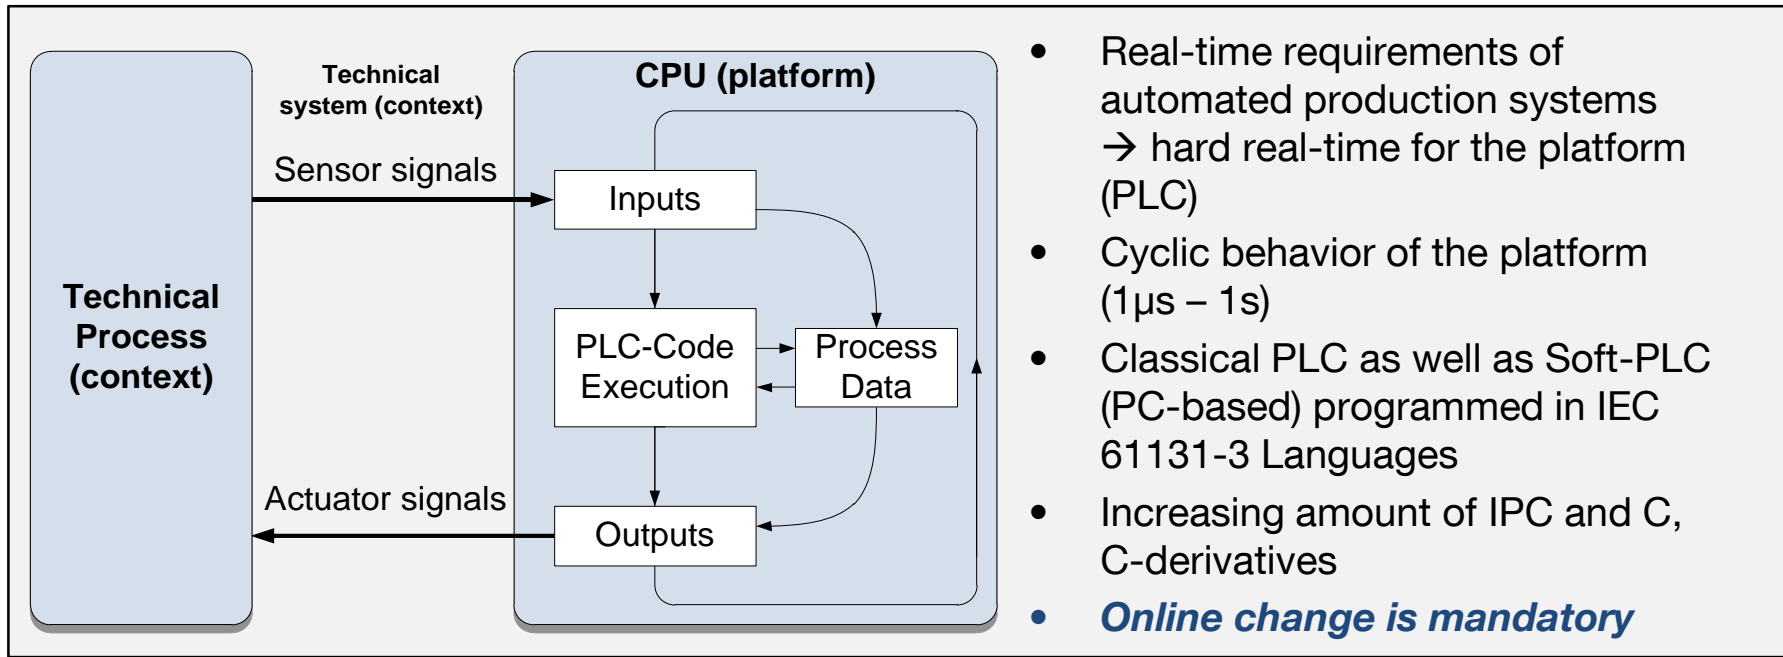 Technical
Process
(context)
Technical
system (context)
Sensor signals
Actuator signals
CPU (platform)
Inputs
PLC-Code
Execution
Process
Data
Outputs
• Real-time requirements of
automated production systems
→ hard real-time for the platform
(PLC)
• Cyclic behavior of the platform
(1µs – 1s)
• Classical PLC as well as Soft-PLC
(PC-based) programmed in IEC
61131-3 Languages
• Increasing amount of IPC and C,
C-derivatives
• Online change is mandatory